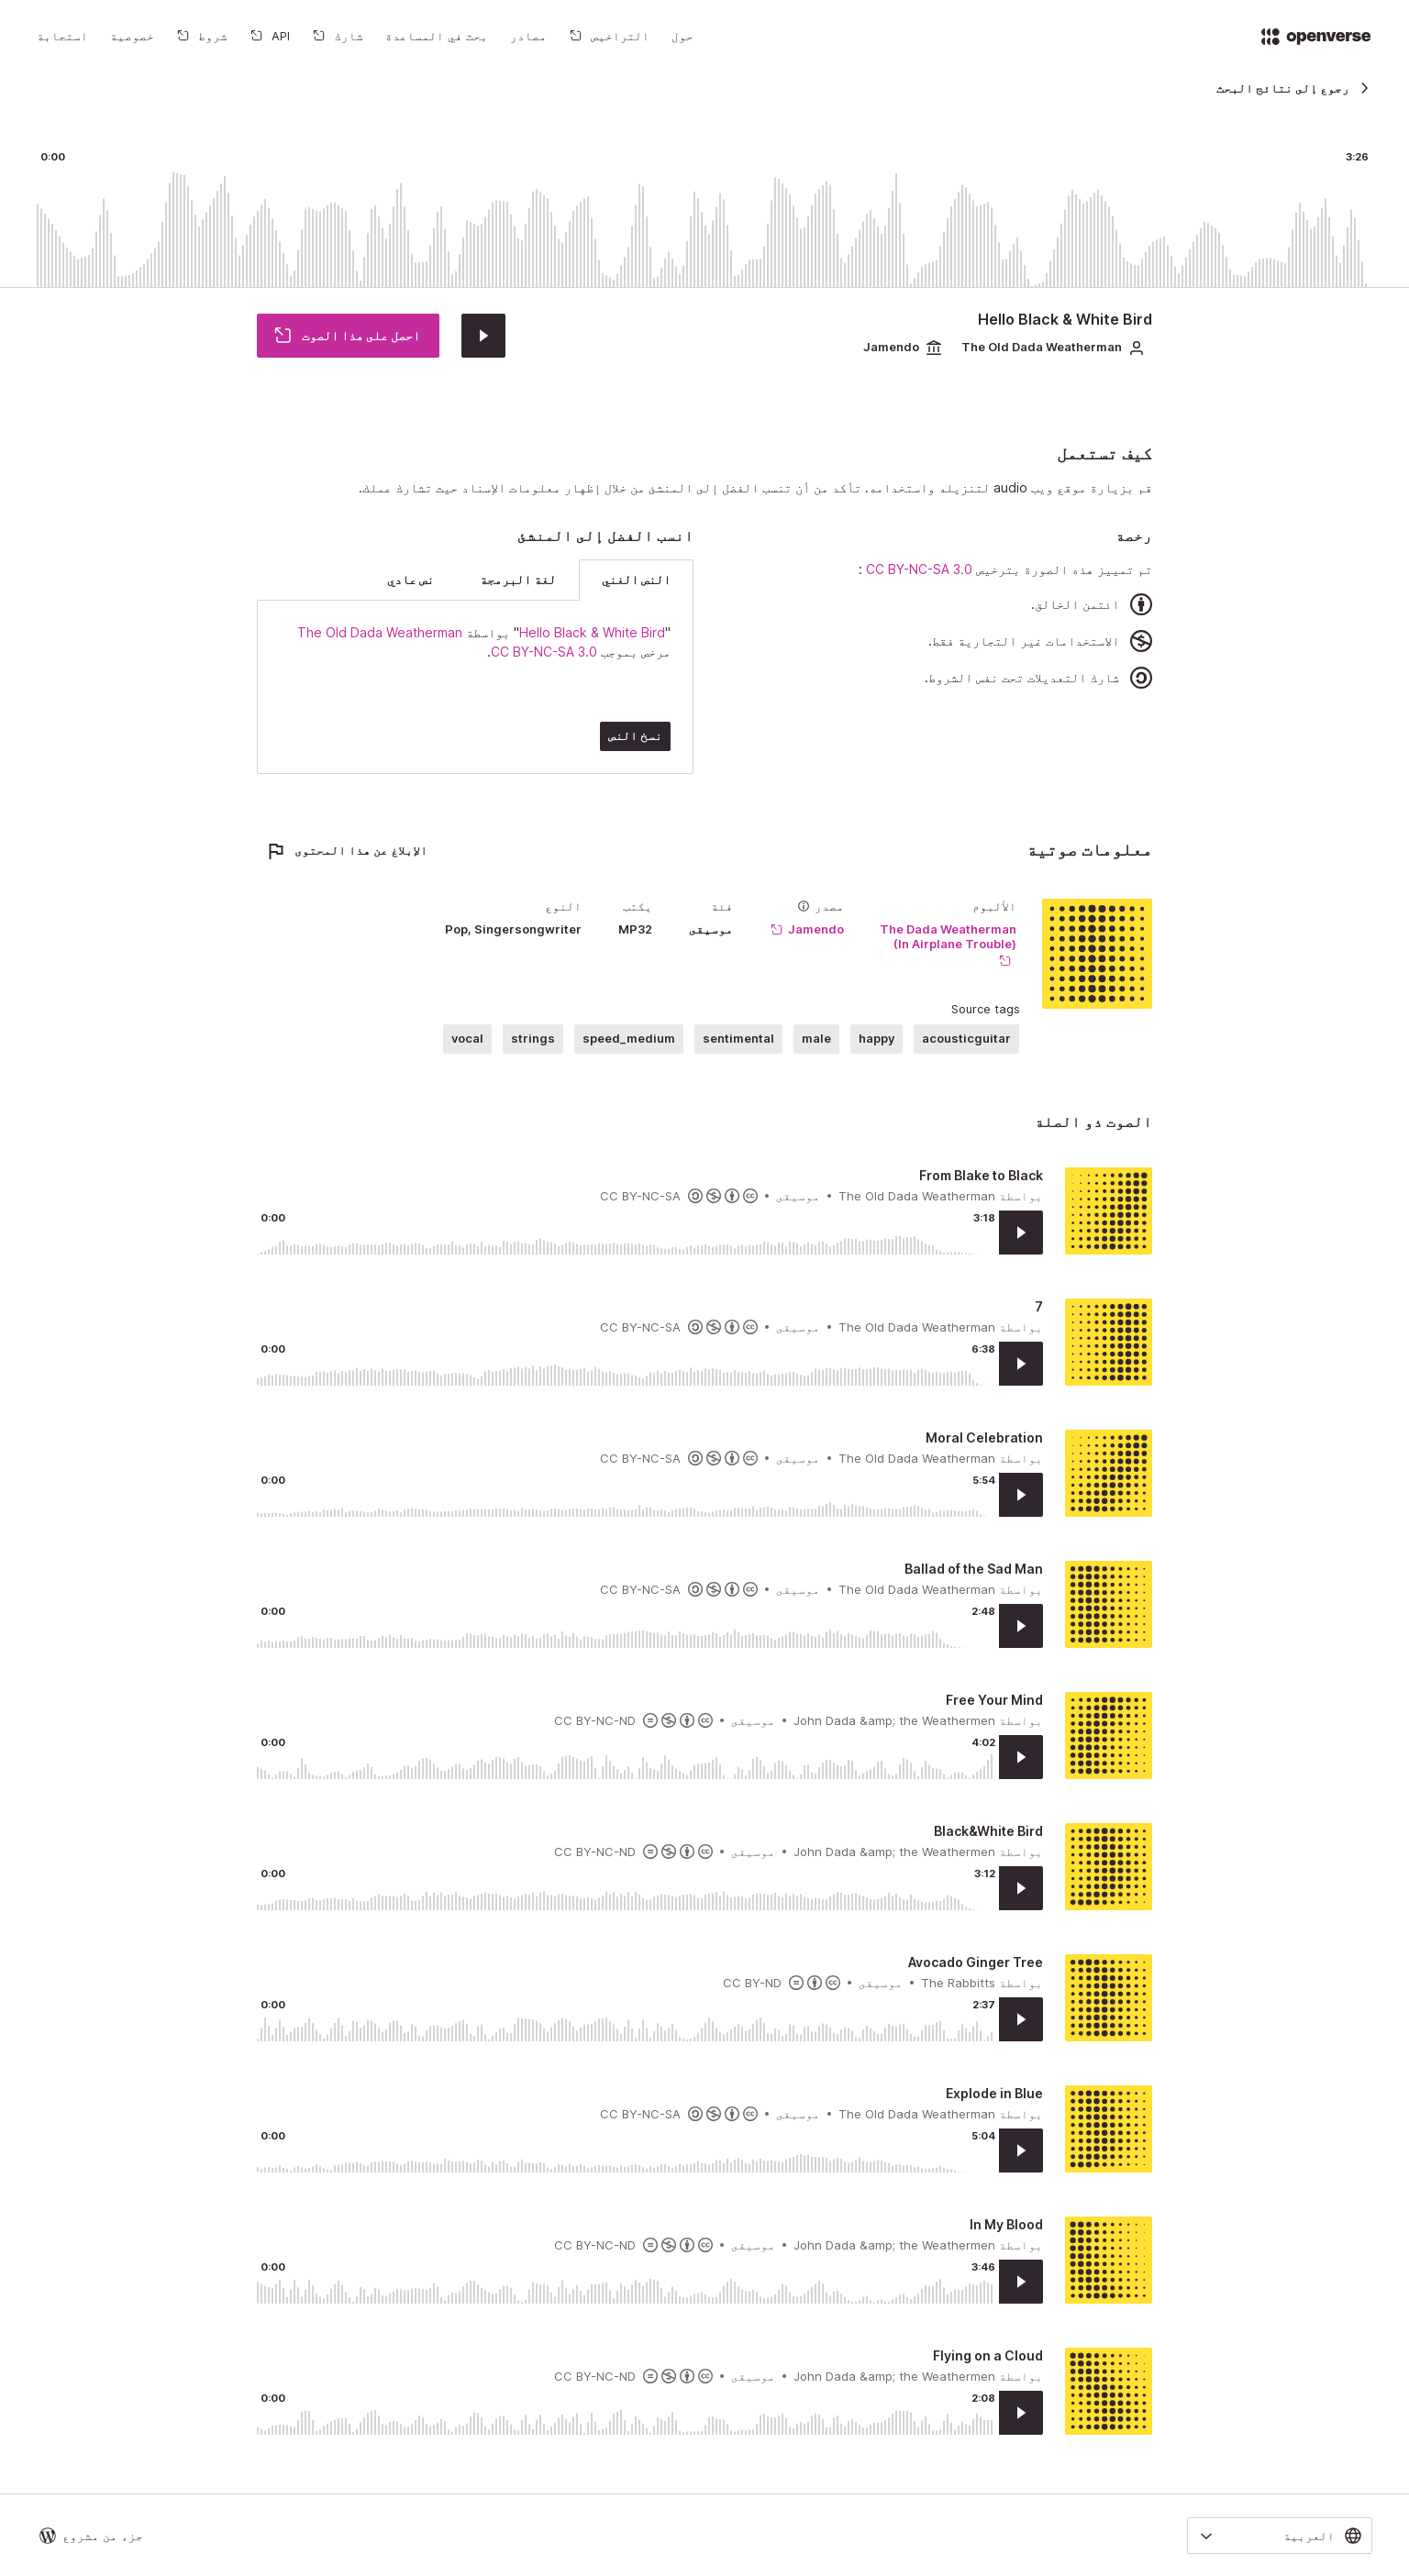 openverse
حول
التراخيص
مصادر
بحث في المساعدة
شارك
API
شروط
خصوصية
استجابة
رجوع إلى نتائج البحث
3:26
0:00
Hello Black & White Bird
The Old Dada Weatherman
Jamendo
احصل على هذا الصوت
كيف تستعمل
قم بزيارة موقع ويب audio لتنزيله واستخدامه. تأكد من أن تنسب الفضل إلى المنشئ من خلال إظهار معلومات الإسناد حيث تشارك عملك.
رخصة
تم تمييز هذه الصورة بترخيص CC BY-NC-SA 3.0 :
ائتمن الخالق.
الاستخدامات غير التجارية فقط.
شارك التعديلات تحت نفس الشروط.
انسب الفضل إلى المنشئ
النص الغني
لغة البرمجة
نص عادي
"Hello Black & White Bird" بواسطة The Old Dada Weatherman
مرخص بموجب CC BY-NC-SA 3.0.
نسخ النص
معلومات صوتية
الإبلاغ عن هذا المحتوى
الألبوم
The Dada Weatherman
(In Airplane Trouble)
مصدر
Jamendo
فئة
موسيقى
يكتب
MP32
النوع
Pop, Singersongwriter
Source tags
acousticguitar
happy
male
sentimental
speed_medium
strings
vocal
الصوت ذو الصلة
From Blake to Black
بواسطة The Old Dada Weatherman • موسيقى • CC BY-NC-SA
3:18
0:00
7
بواسطة The Old Dada Weatherman • موسيقى • CC BY-NC-SA
6:38
0:00
Moral Celebration
بواسطة The Old Dada Weatherman • موسيقى • CC BY-NC-SA
5:54
0:00
Ballad of the Sad Man
بواسطة The Old Dada Weatherman • موسيقى • CC BY-NC-SA
2:48
0:00
Free Your Mind
بواسطة John Dada &amp; the Weathermen • موسيقى • CC BY-NC-ND
4:02
0:00
Black&White Bird
بواسطة John Dada &amp; the Weathermen • موسيقى • CC BY-NC-ND
3:12
0:00
Avocado Ginger Tree
بواسطة The Rabbitts • موسيقى • CC BY-ND
2:37
0:00
Explode in Blue
بواسطة The Old Dada Weatherman • موسيقى • CC BY-NC-SA
5:04
0:00
In My Blood
بواسطة John Dada &amp; the Weathermen • موسيقى • CC BY-NC-ND
3:46
0:00
Flying on a Cloud
بواسطة John Dada &amp; the Weathermen • موسيقى • CC BY-NC-ND
2:08
0:00
العربية
جزء من مشروع